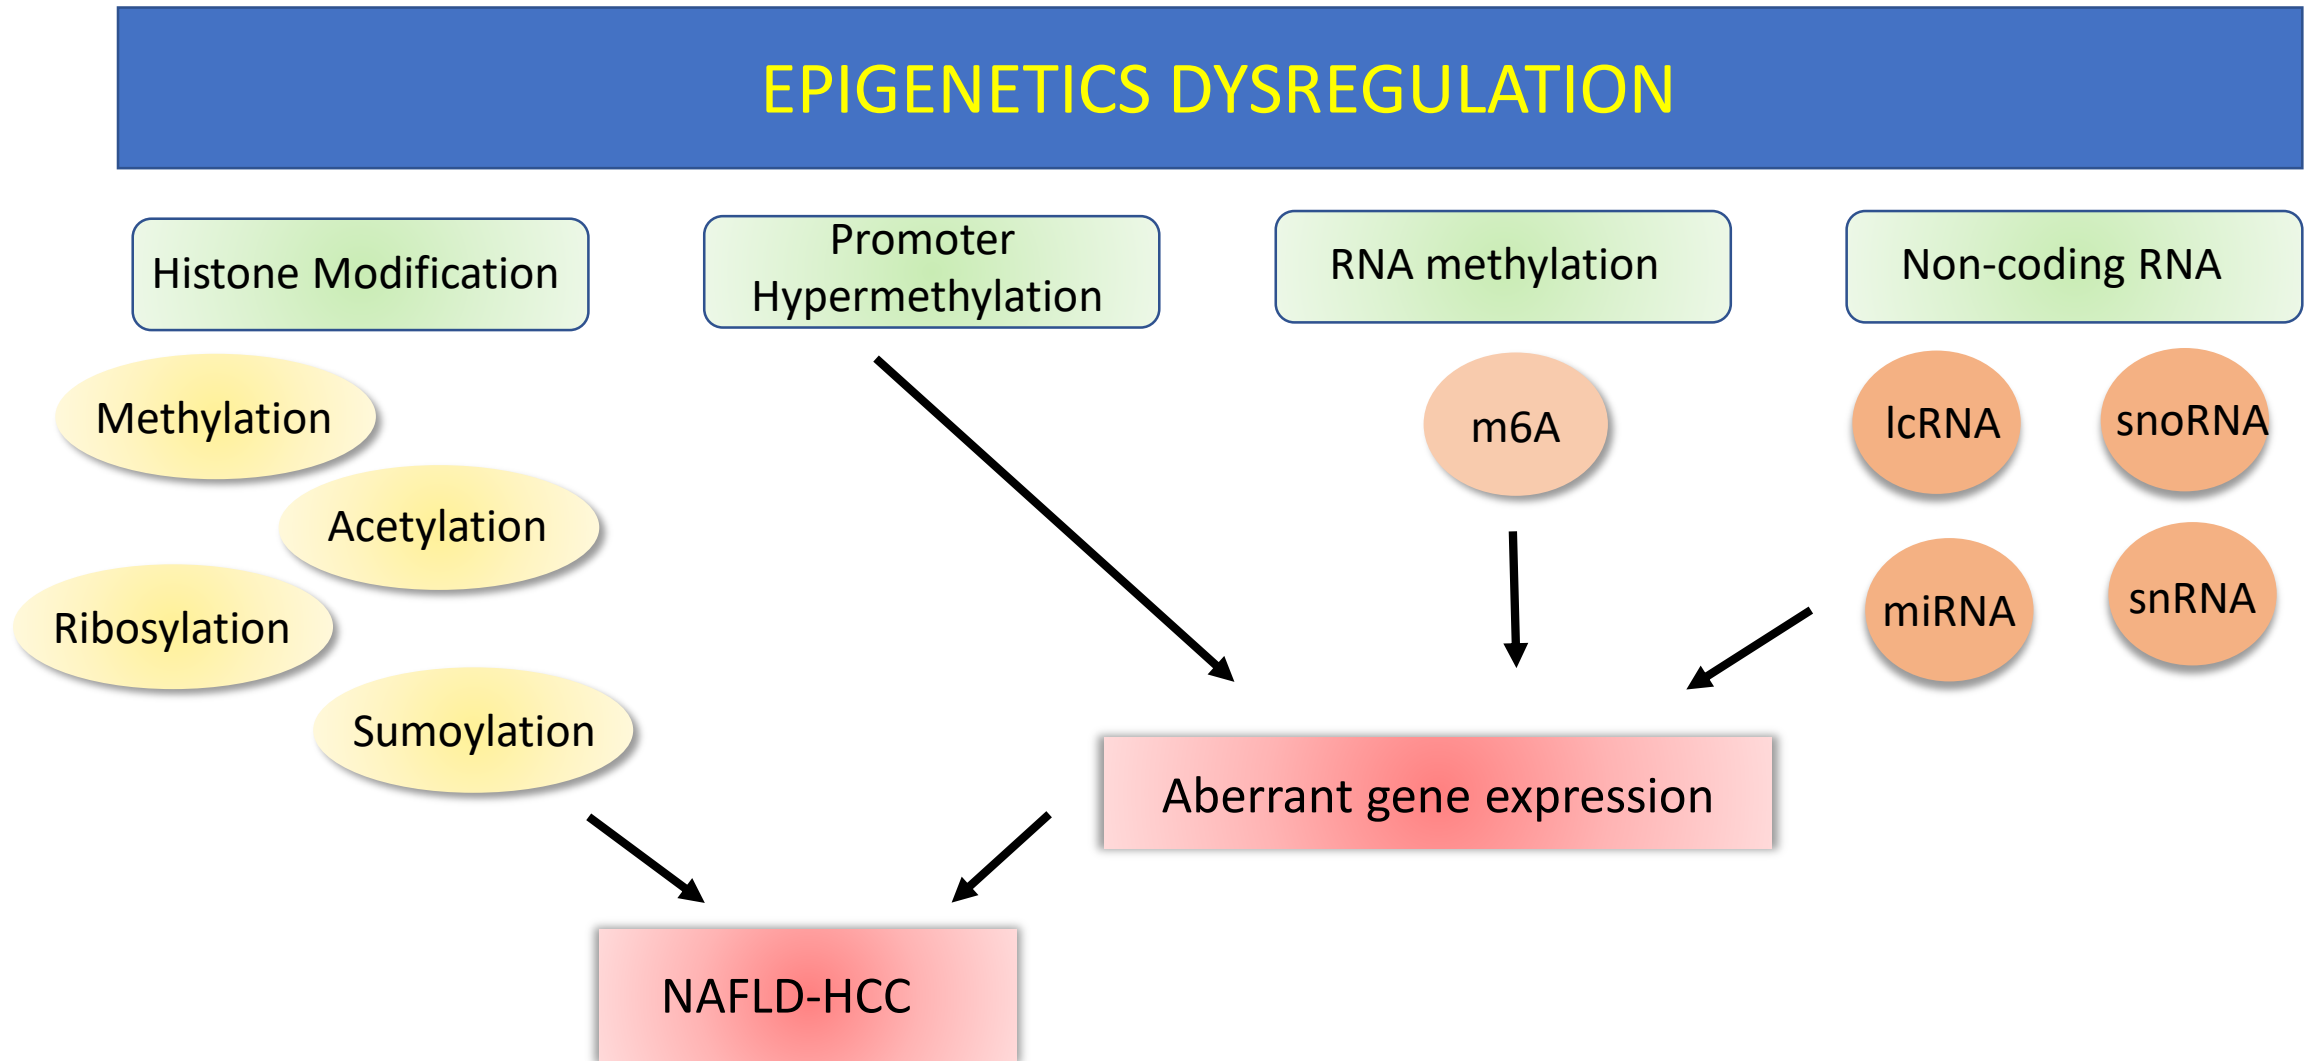 EPIGENETICS DYSREGULATION
Histone Modification
Promoter
Hypermethylation
RNA methylation
Non-coding RNA
Methylation
Acetylation
Ribosylation
Sumoylation
m6A
lcRNA
snoRNA
miRNA
snRNA
Aberrant gene expression
NAFLD-HCC